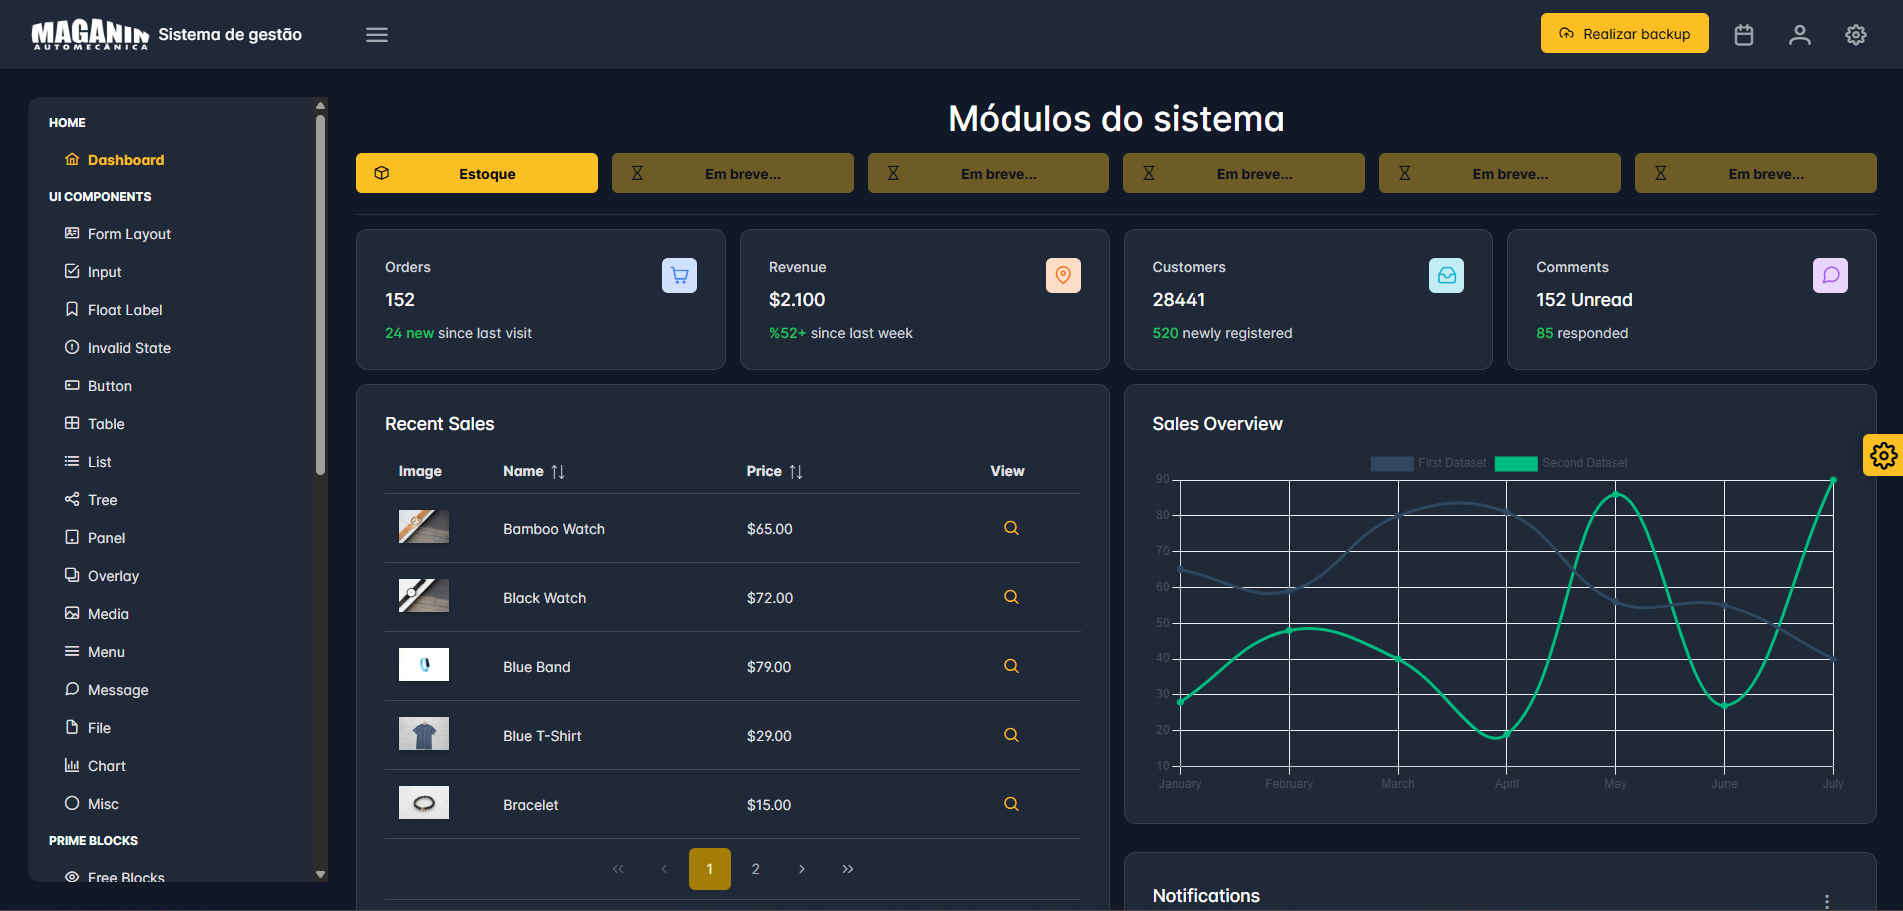 MAGANIN
AUTOMECÂNICA
Sistema de gestão
Realizar backup
HOME
Dashboard
UI COMPONENTS
Form Layout
Input
Float Label
Invalid State
Button
Table
List
Tree
Panel
Overlay
Media
Menu
Message
File
Chart
Misc
PRIME BLOCKS
Free Blocks
Módulos do sistema
Estoque
Em breve...
Em breve...
Em breve...
Em breve...
Em breve...
Orders
152
24 new since last visit
Revenue
$2.100
%52+ since last week
Customers
28441
520 newly registered
Comments
152 Unread
85 responded
Recent Sales
Image Name Price View
Bamboo Watch $65.00
Black Watch $72.00
Blue Band $79.00
Blue T-Shirt $29.00
Bracelet $15.00
1 2
Sales Overview
First Dataset Second Dataset
90
80
70
60
50
40
30
20
10
January February March April May June July
Notifications